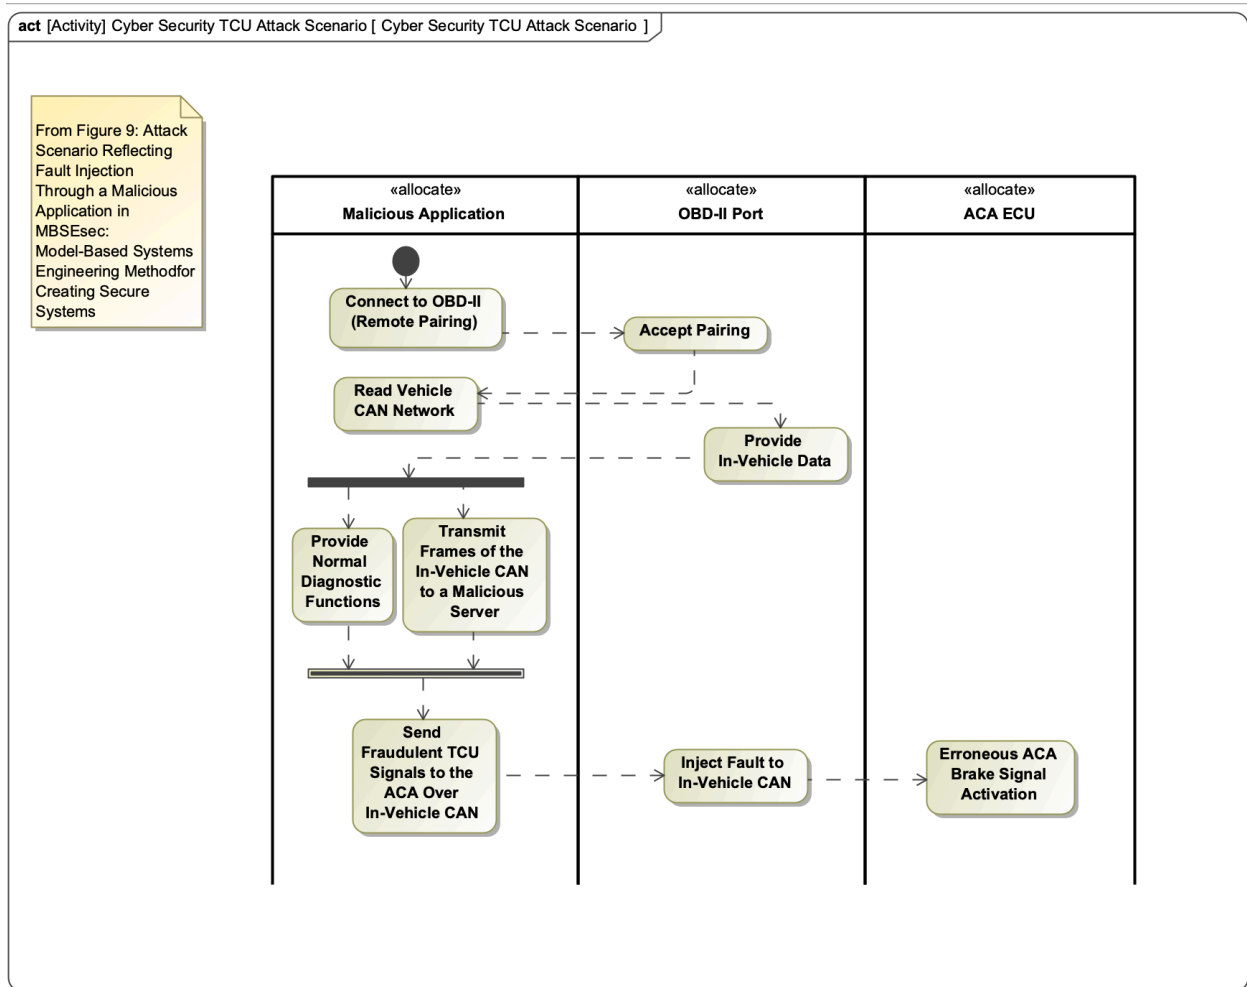 act [Activity] Cyber Security TCU Attack Scenario [ Cyber Security TCU Attack Scenario ]
From Figure 9: Attack
Scenario Reflecting
Fault Injection
Through a Malicious
Application in
MBSEsec:
Model-Based Systems
Engineering Methodfor
Creating Secure
Systems
«allocate»
Malicious Application
«allocate»
OBD-II Port
«allocate»
ACA ECU
Connect to OBD-II
(Remote Pairing)
Accept Pairing
Read Vehicle
CAN Network
Provide
In-Vehicle Data
Provide
Normal
Diagnostic
Functions
Transmit
Frames of the
In-Vehicle CAN
to a Malicious
Server
Send
Fraudulent TCU
Signals to the
ACA Over
In-Vehicle CAN
Inject Fault to
In-Vehicle CAN
Erroneous ACA
Brake Signal
Activation